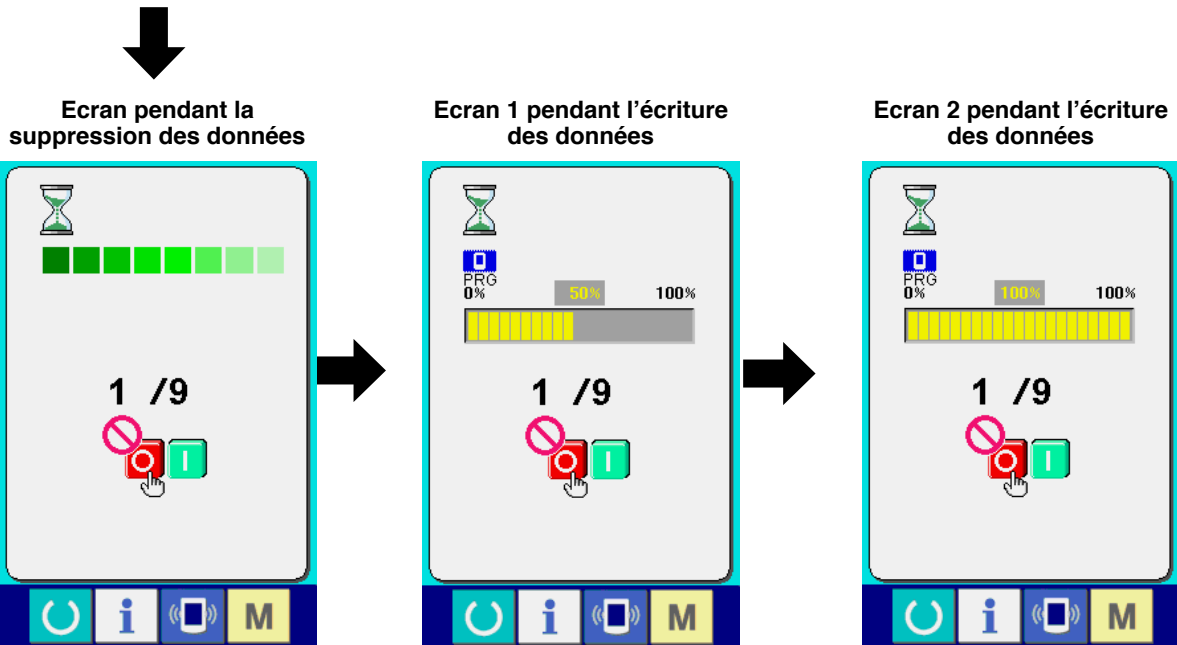 Ecran pendant la
suppression des données
1 /9
O I
i M
Ecran 1 pendant l’écriture
des données
PRG
0% 50% 100%
1 /9
O I
i M
Ecran 2 pendant l’écriture
des données
PRG
0% 100% 100%
1 /9
O I
i M